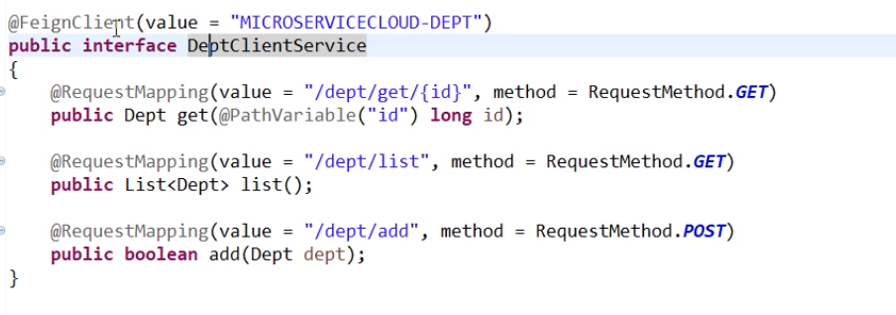 @FeignClient(value = "MICROSERVICECLOUD-DEPT")
public interface DeptClientService
{
@RequestMapping(value = "/dept/get/{id}", method = RequestMethod.GET)
public Dept get(@PathVariable("id") long id);
@RequestMapping(value = "/dept/list", method = RequestMethod.GET)
public List<Dept> list();
@RequestMapping(value = "/dept/add", method = RequestMethod.POST)
public boolean add(Dept dept);
}